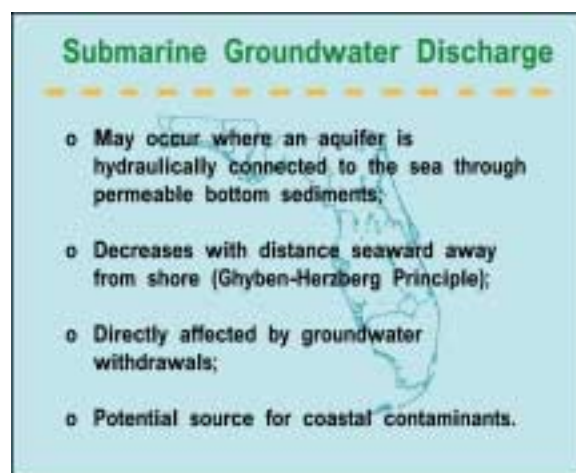 Submarine Groundwater Discharge
o May occur where an aquifer is
hydraulically connected to the sea through
permeable bottom sediments;
o Decreases with distance seaward away
from shore (Ghyben-Herzberg Principle);
o Directly affected by groundwater
withdrawals;
o Potential source for coastal contaminants.